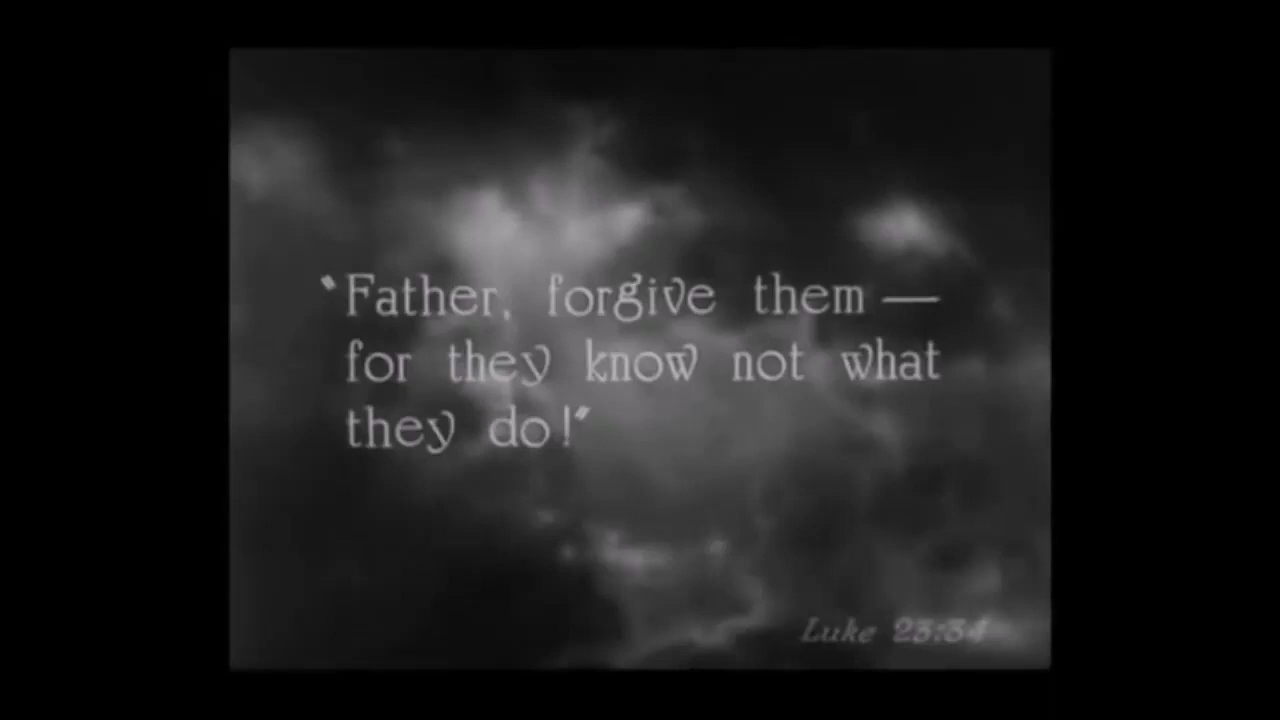 "Father, forgive them —
for they know not what
they do!"
Luke 23:34